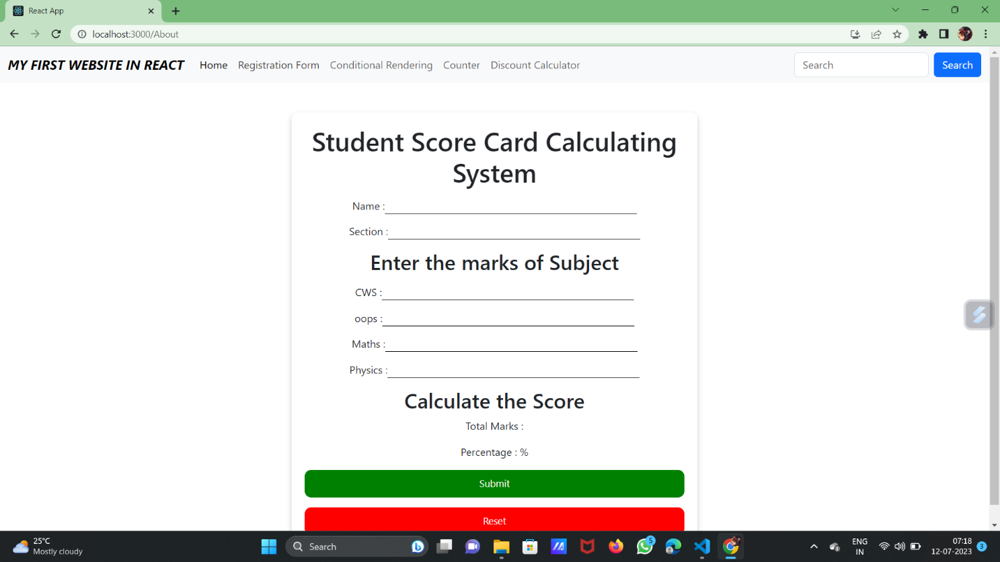 React App
localhost:3000/About
MY FIRST WEBSITE IN REACT Home Registration Form Conditional Rendering Counter Discount Calculator Search Search
Student Score Card Calculating
System
Name :
Section :
Enter the marks of Subject
CWS :
oops :
Maths :
Physics :
Calculate the Score
Total Marks :
Percentage : %
Submit
Reset
25°C
Mostly cloudy
Search
5
ENG
IN
07:18
12-07-2023
3